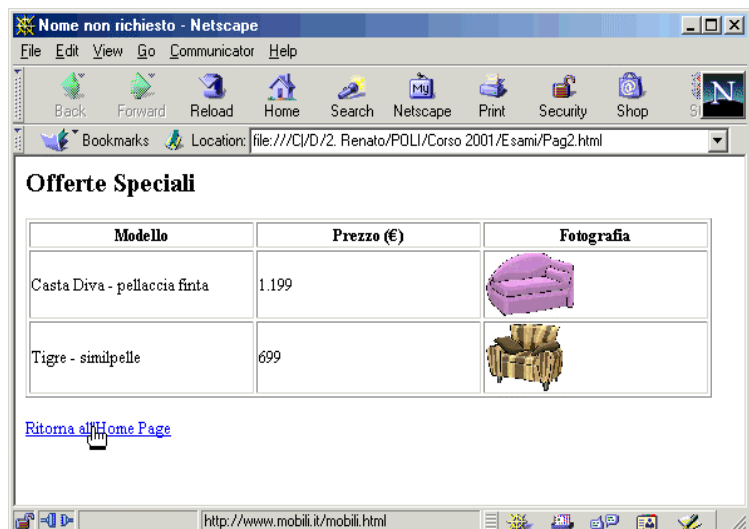 Nome non richiesto - Netscape
File Edit View Go Communicator Help
My
N
Back Forward Reload Home Search Netscape Print Security Shop
Bookmarks Location: file:///C|/D/2. Renato/POLI/Corso 2001/Esami/Pag2.html
Offerte Speciali
Modello Prezzo (€) Fotografia
Casta Diva - pellaccia finta 1.199
Tigre - similpelle 699
Ritorna all'Home Page
http://www.mobili.it/mobili.html